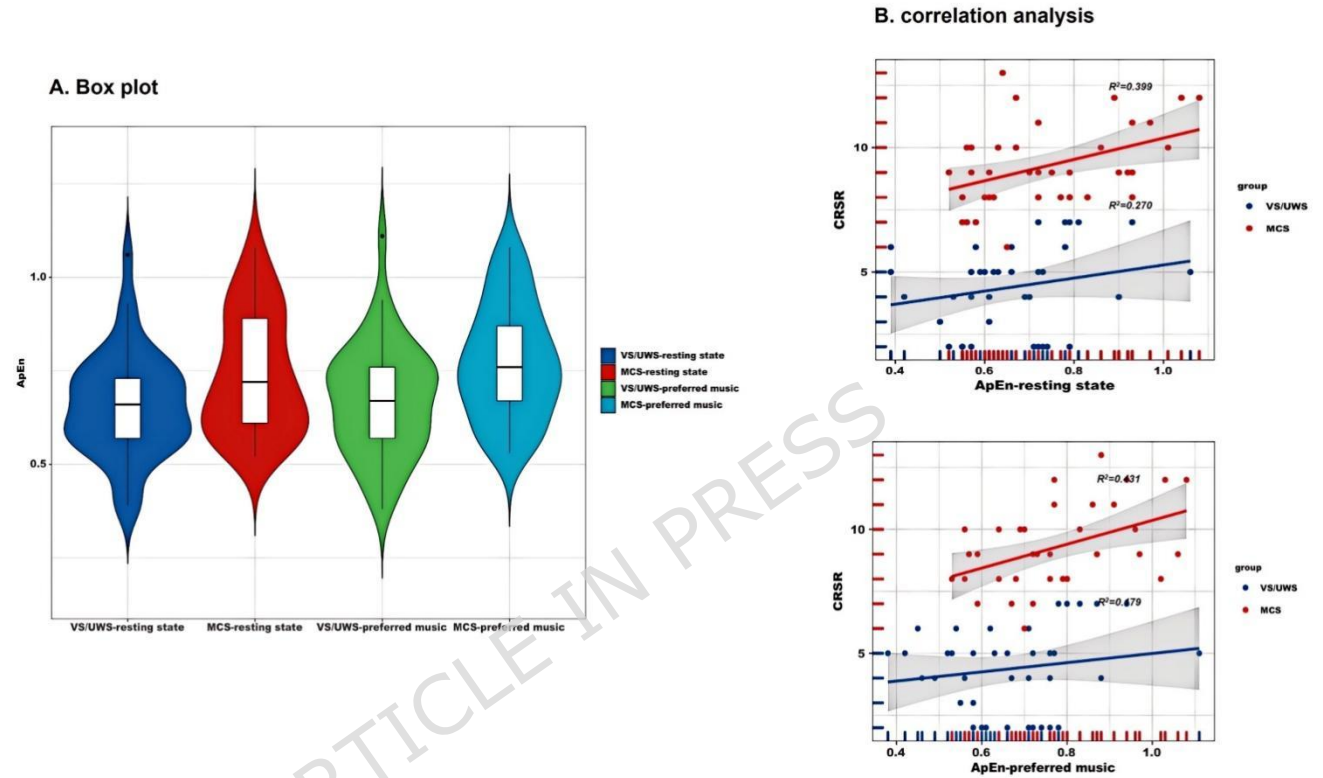 B. correlation analysis
A. Box plot
ApEn
1.0
0.5
VS/UWS-resting state
MCS-resting state
VS/UWS-preferred music
MCS-preferred music
VS/UWS-resting state
MCS-resting state
VS/UWS-preferred music
MCS-preferred music
CRSR
10
5
R²=0.399
R²=0.270
0.4
0.6
0.8
1.0
ApEn-resting state
group
VS/UWS
MCS
CRSR
10
5
R²=0.431
0.4
0.6
0.8
1.0
ApEn-preferred music
group
VS/UWS
MCS
RTICLE IN PRESS